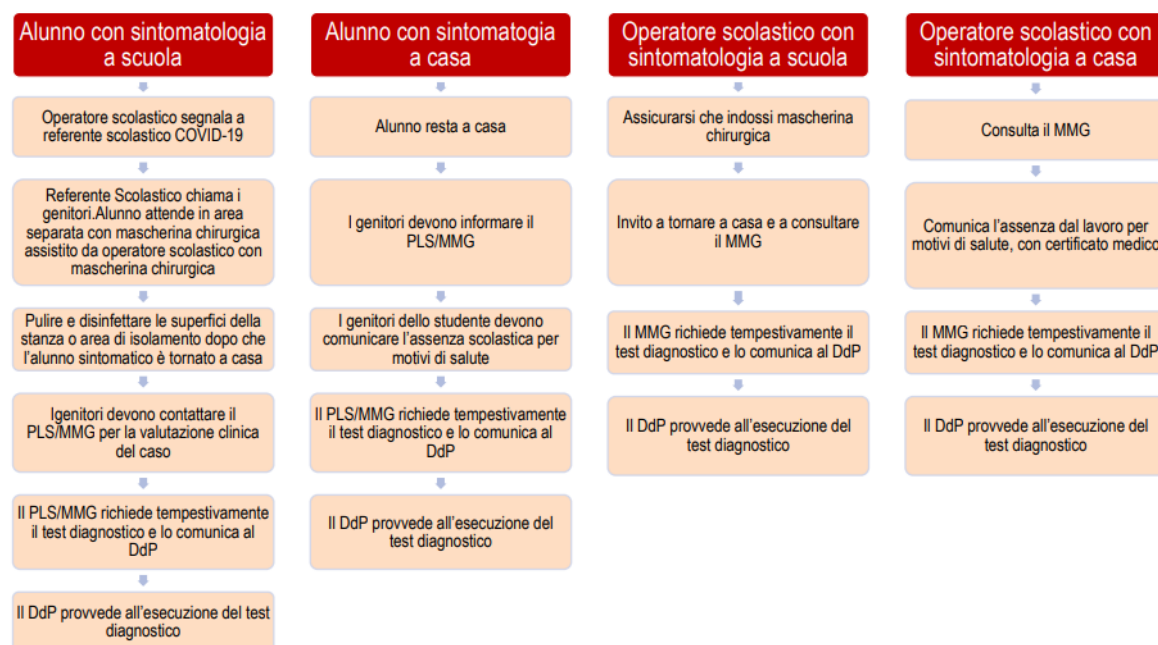 Alunno con sintomatologia
a scuola
Operatore scolastico segnala a
referente scolastico COVID-19
Referente Scolastico chiama i
genitori.Alunno attende in area
separata con mascherina chirurgica
assistito da operatore scolastico con
mascherina chirurgica
Pulire e disinfettare le superfici della
stanza o area di isolamento dopo che
l'alunno sintomatico è tornato a casa
Igenitori devono contattare il
PLS/MMG per la valutazione clinica
del caso
Il PLS/MMG richiede tempestivamente
il test diagnostico e lo comunica al
DdP
Il DdP provvede all'esecuzione del test
diagnostico
Alunno con sintomatogia
a casa
Alunno resta a casa
I genitori devono informare il
PLS/MMG
I genitori dello studente devono
comunicare l'assenza scolastica per
motivi di salute
Il PLS/MMG richiede tempestivamente
il test diagnostico e lo comunica al
DdP
Il DdP provvede all'esecuzione del
test diagnostico
Operatore scolastico con
sintomatologia a scuola
Assicurarsi che indossi mascherina
chirurgica
Invito a tornare a casa e a consultare
il MMG
Il MMG richiede tempestivamente il
test diagnostico e lo comunica al DdP
Il DdP provvede all'esecuzione del
test diagnostico
Operatore scolastico con
sintomatologia a casa
Consulta il MMG
Comunica l'assenza dal lavoro per
motivi di salute, con certificato medico
Il MMG richiede tempestivamente il
test diagnostico e lo comunica al DdP
Il DdP provvede all'esecuzione del
test diagnostico